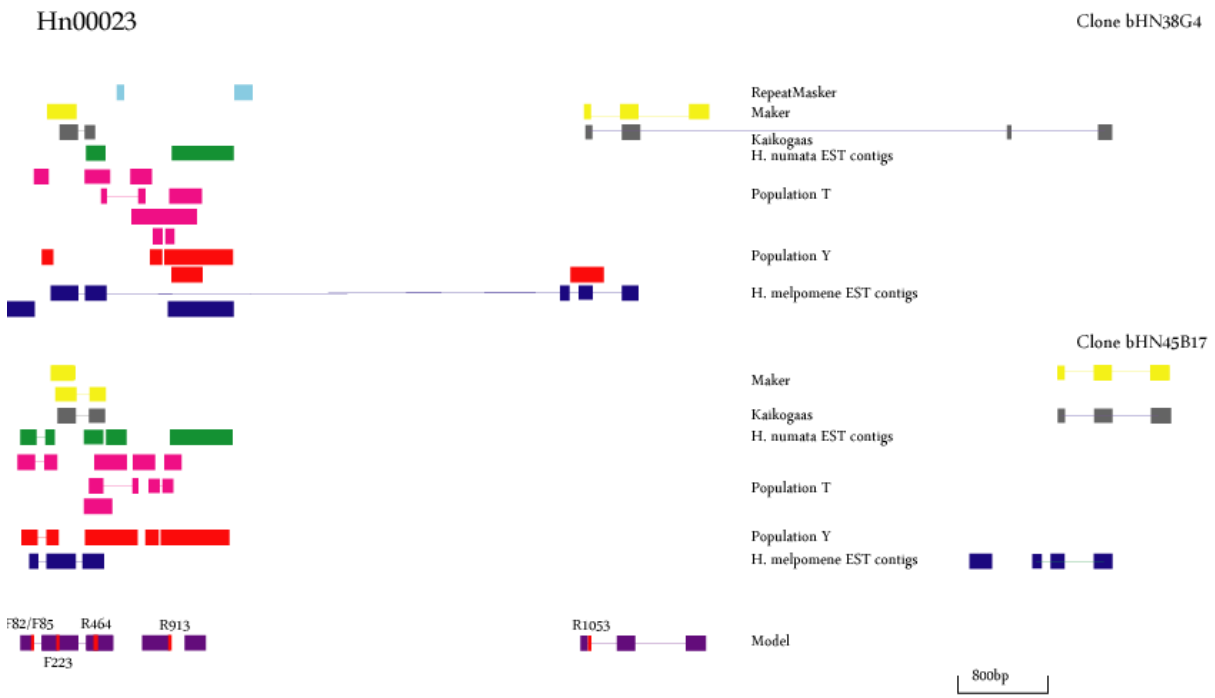 Hn00023
Clone bHN38G4
RepeatMasker
Maker
Kaikogaas
H. numata EST contigs
Population T
Population Y
H. melpomene EST contigs
Clone bHN45B17
Maker
Kaikogaas
H. numata EST contigs
Population T
Population Y
H. melpomene EST contigs
F82/F85 R464 R913 R1053
Model
F223
800bp